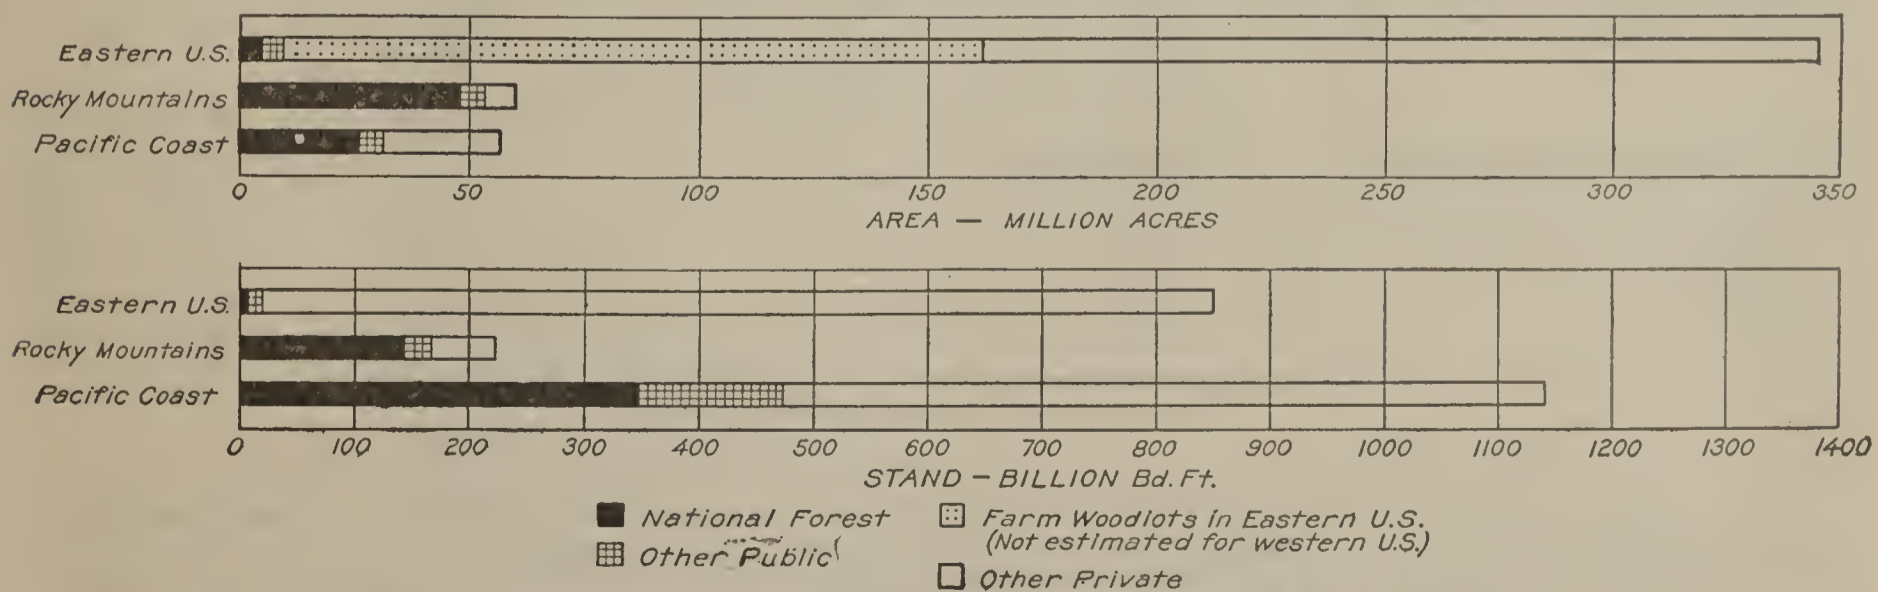 Eastern U.S.
Rocky Mountains
Pacific Coast
0 50 100 150 200 250 300 350
AREA — MILLION ACRES
Eastern U.S.
Rocky Mountains
Pacific Coast
0 100 200 300 400 500 600 700 800 900 1000 1100 1200 1300 1400
STAND — BILLION Bd. Ft.
National Forest
Other Public
Farm Woodlots in Eastern U.S.
(Not estimated for western U.S.)
Other Private